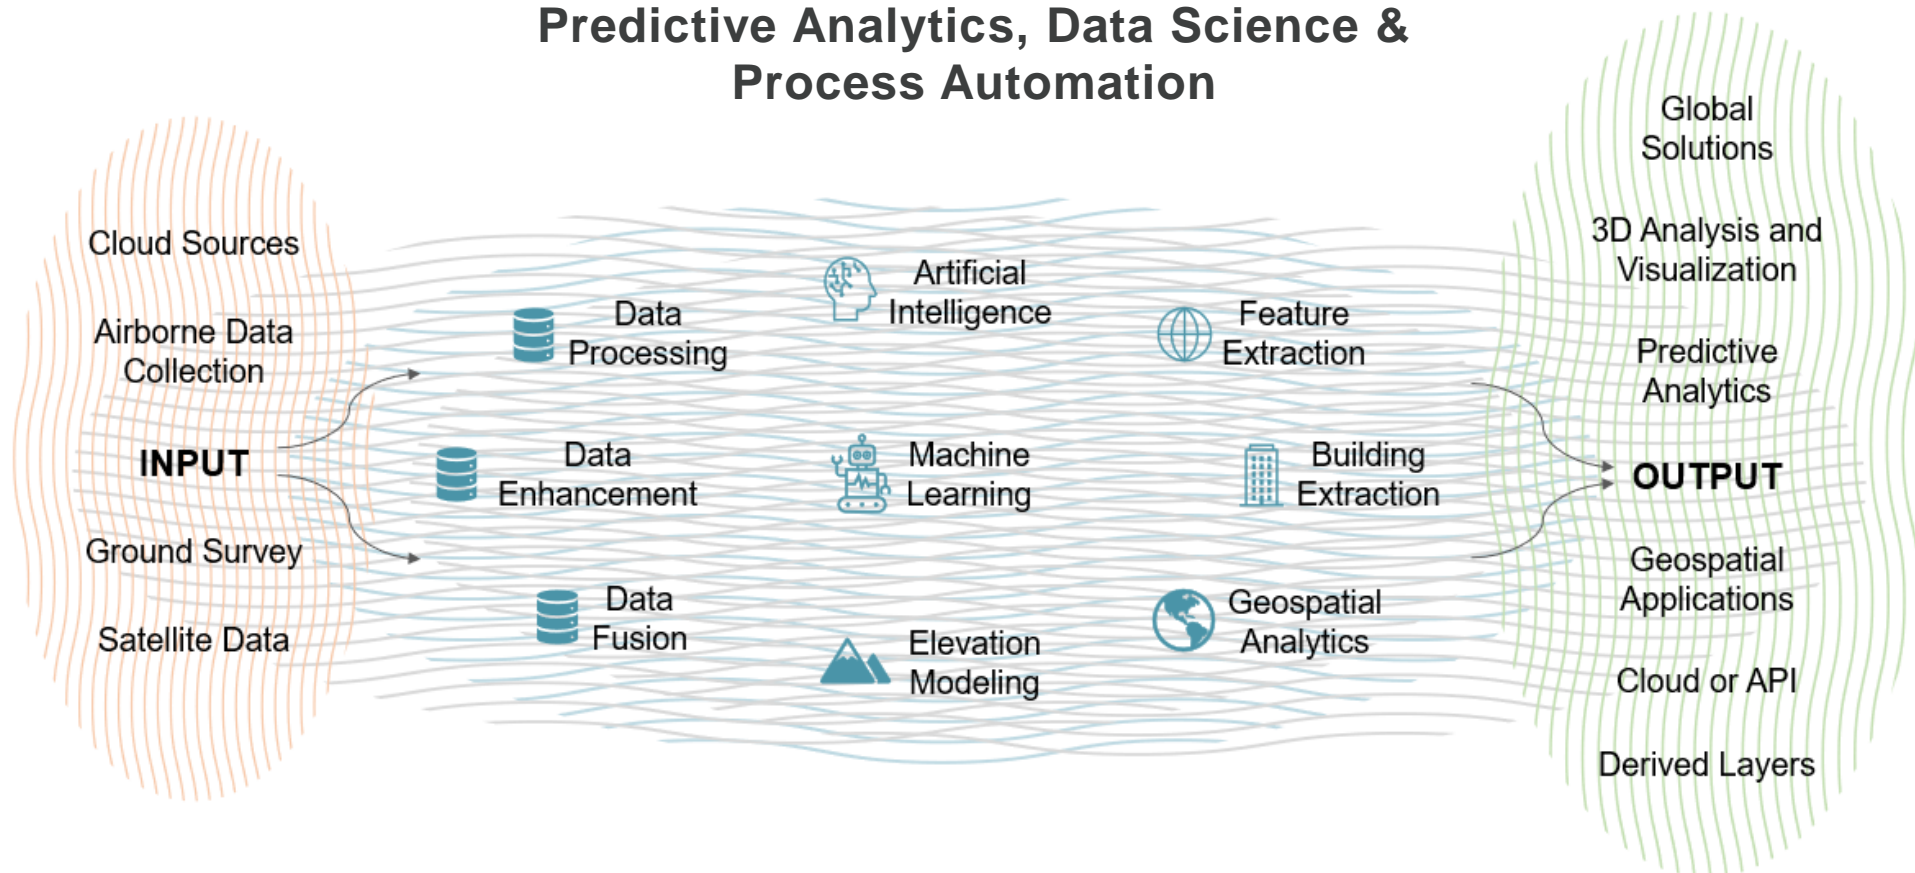 Predictive Analytics, Data Science &
Process Automation
Cloud Sources
Airborne Data
Collection
INPUT
Ground Survey
Satellite Data
Data
Processing
Data
Enhancement
Data
Fusion
Artificial
Intelligence
Machine
Learning
Elevation
Modeling
Feature
Extraction
Building
Extraction
Geospatial
Analytics
Global
Solutions
3D Analysis and
Visualization
Predictive
Analytics
OUTPUT
Geospatial
Applications
Cloud or API
Derived Layers